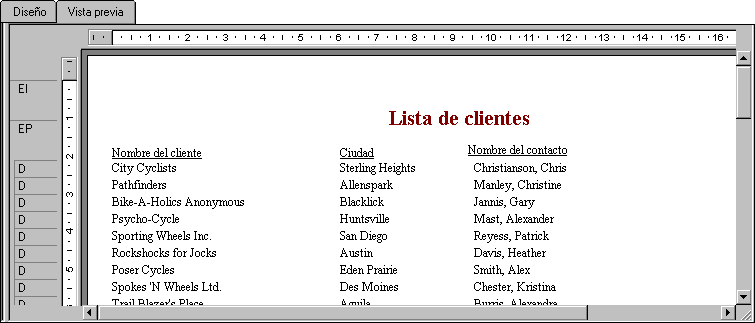 Diseño Vista previa
1 2 3 4 5 6 7 8 9 10 11 12 13 14 15 16
EI
EP
Lista de clientes
Nombre del cliente Ciudad Nombre del contacto
D City Cyclists Sterling Heights Christianson, Chris
D Pathfinders Allenspark Manley, Christine
D Bike-A-Holics Anonymous Blacklick Jannis, Gary
D Psycho-Cycle Huntsville Mast, Alexander
D Sporting Wheels Inc. San Diego Reyess, Patrick
D Rockshocks for Jocks Austin Davis, Heather
D Poser Cycles Eden Prairie Smith, Alex
D Spokes 'N Wheels Ltd. Des Moines Chester, Kristina
D Trail Blazer's Place Aguila Burris, Alexandra
1
2
3
4
5